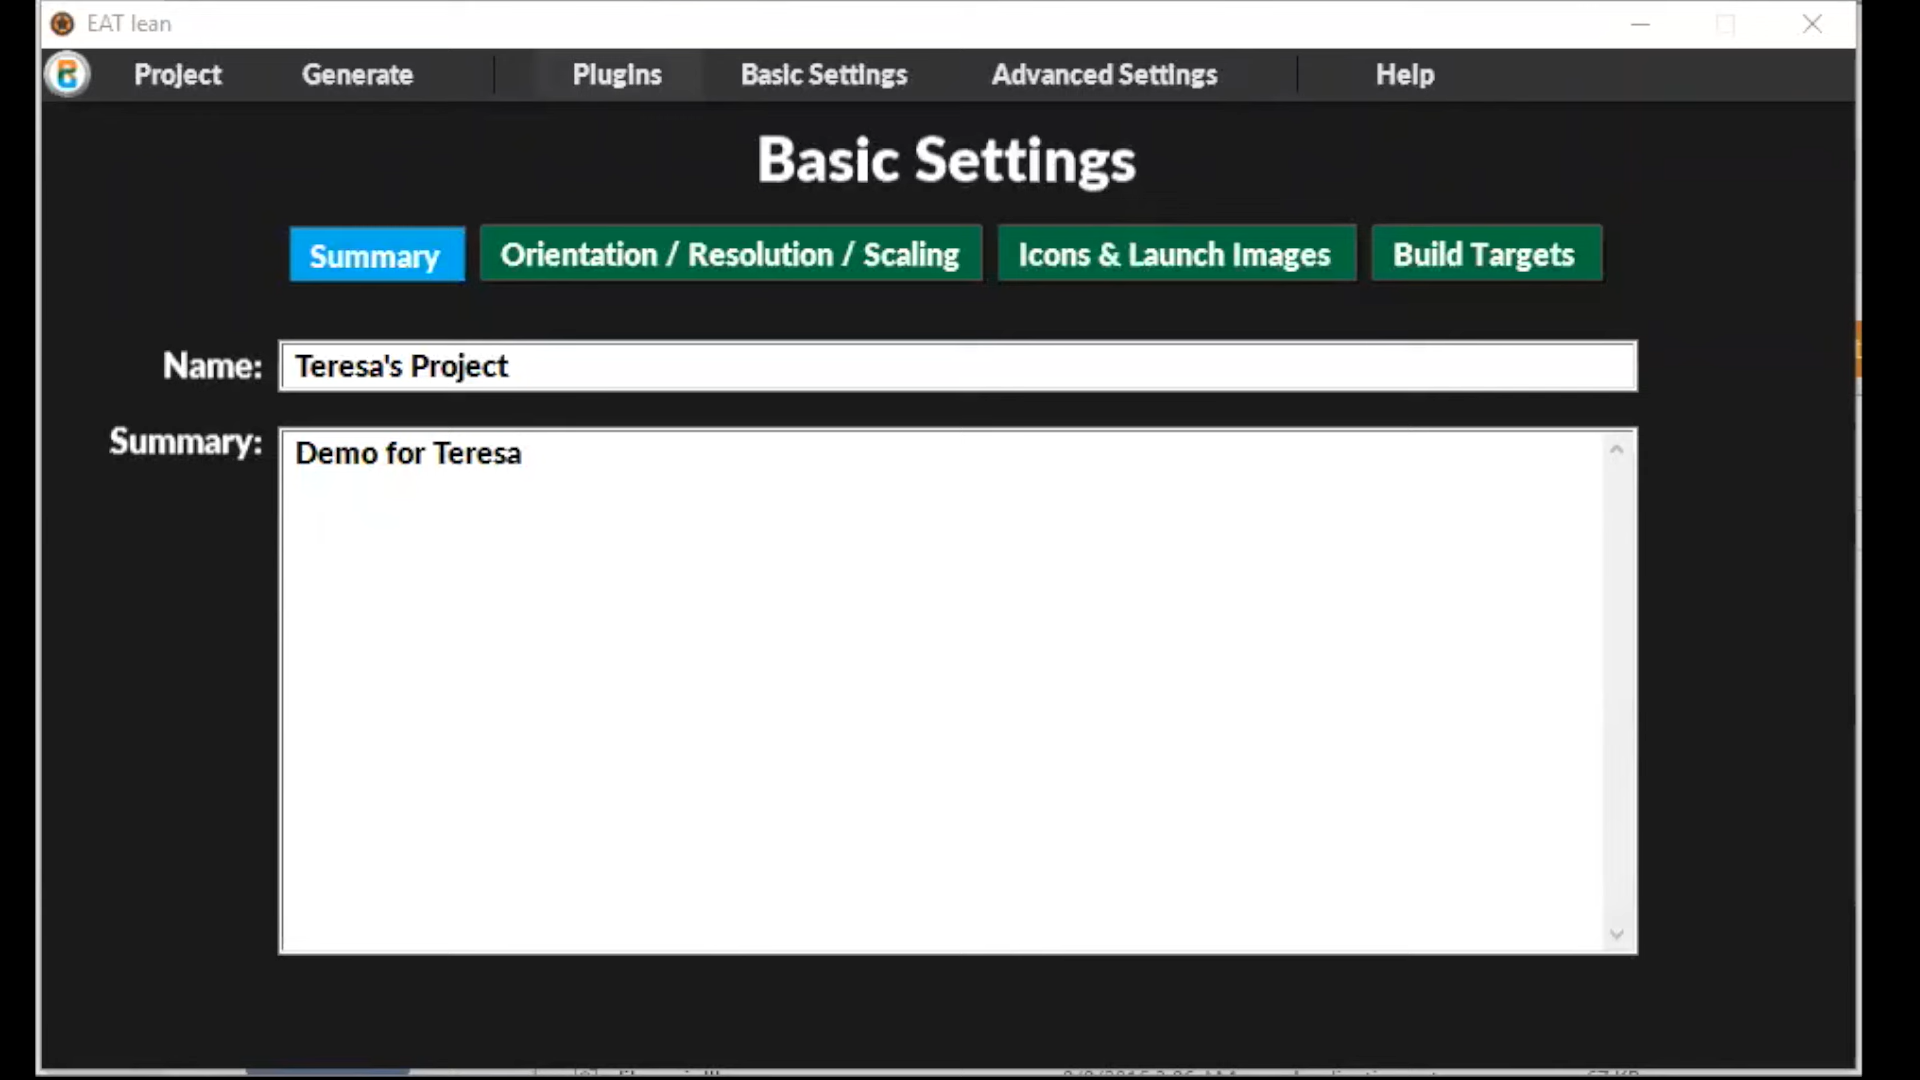 EAT lean
Project Generate Plugins Basic Settings Advanced Settings Help
Basic Settings
Summary Orientation / Resolution / Scaling Icons & Launch Images Build Targets
Name: Teresa's Project
Summary: Demo for Teresa